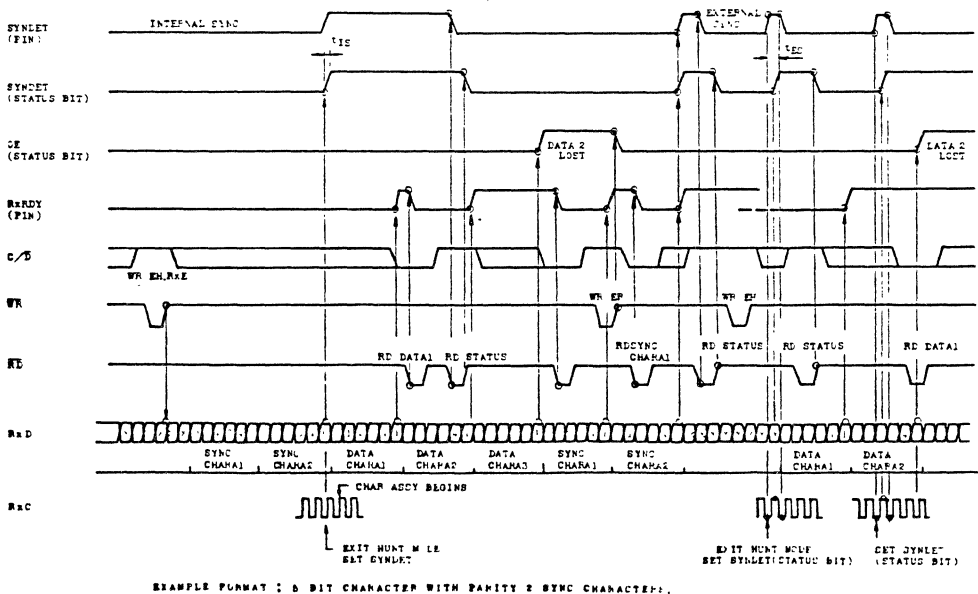 SYNDET
(PIN)
INTERNAL SYNC
EXTERNAL
SYNC
tIS
tES
SYNDET
(STATUS BIT)
OE
(STATUS BIT)
DATA 2
LOST
DATA 2
LOST
RxRDY
(PIN)
C/D
WR EH,RxE
WR
WR ER
WR EH
RD
RD DATA1
RD STATUS
RDSYNC
CHARA1
RD STATUS
RD STATUS
RD DATA1
RxD
SYNC
CHARA1
SYNC
CHARA2
DATA
CHARA1
DATA
CHARA2
DATA
CHARA3
SYNC
CHARA1
SYNC
CHARA2
DATA
CHARA1
DATA
CHARA2
RxC
CHAR ASSY BEGINS
EXIT HUNT MODE
SET SYNDET
EXIT HUNT MODE
SET SYNDET(STATUS BIT)
SET SYNDET
(STATUS BIT)
EXAMPLE FORMAT ; BIT CHARACTER WITH PARITY 2 SYNC CHARACTERS.